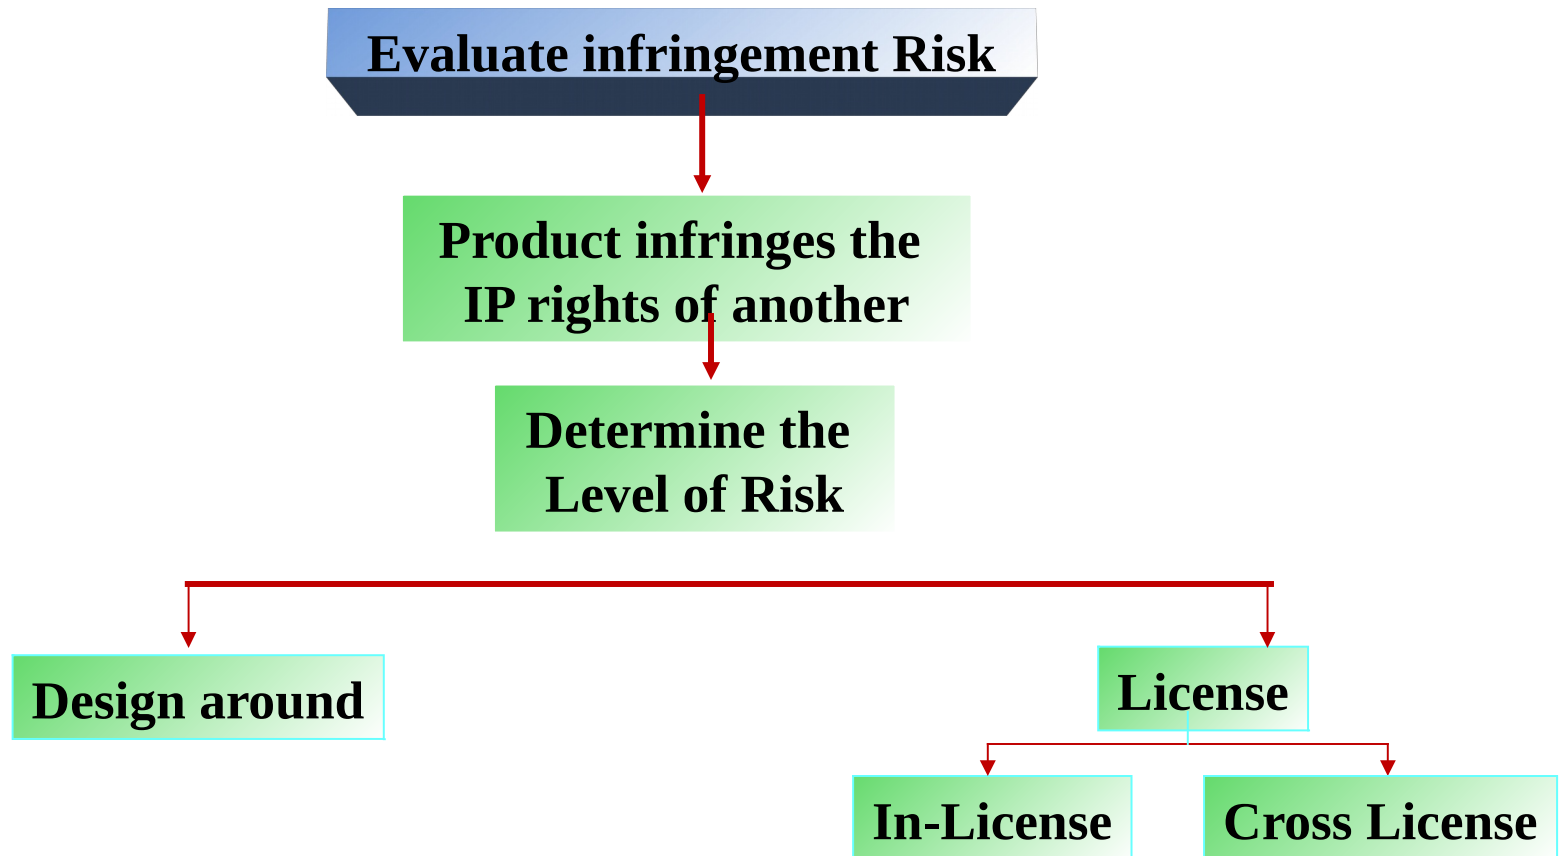 Evaluate infringement Risk
Product infringes the
IP rights of another
Determine the
Level of Risk
Design around
License
In-License
Cross License